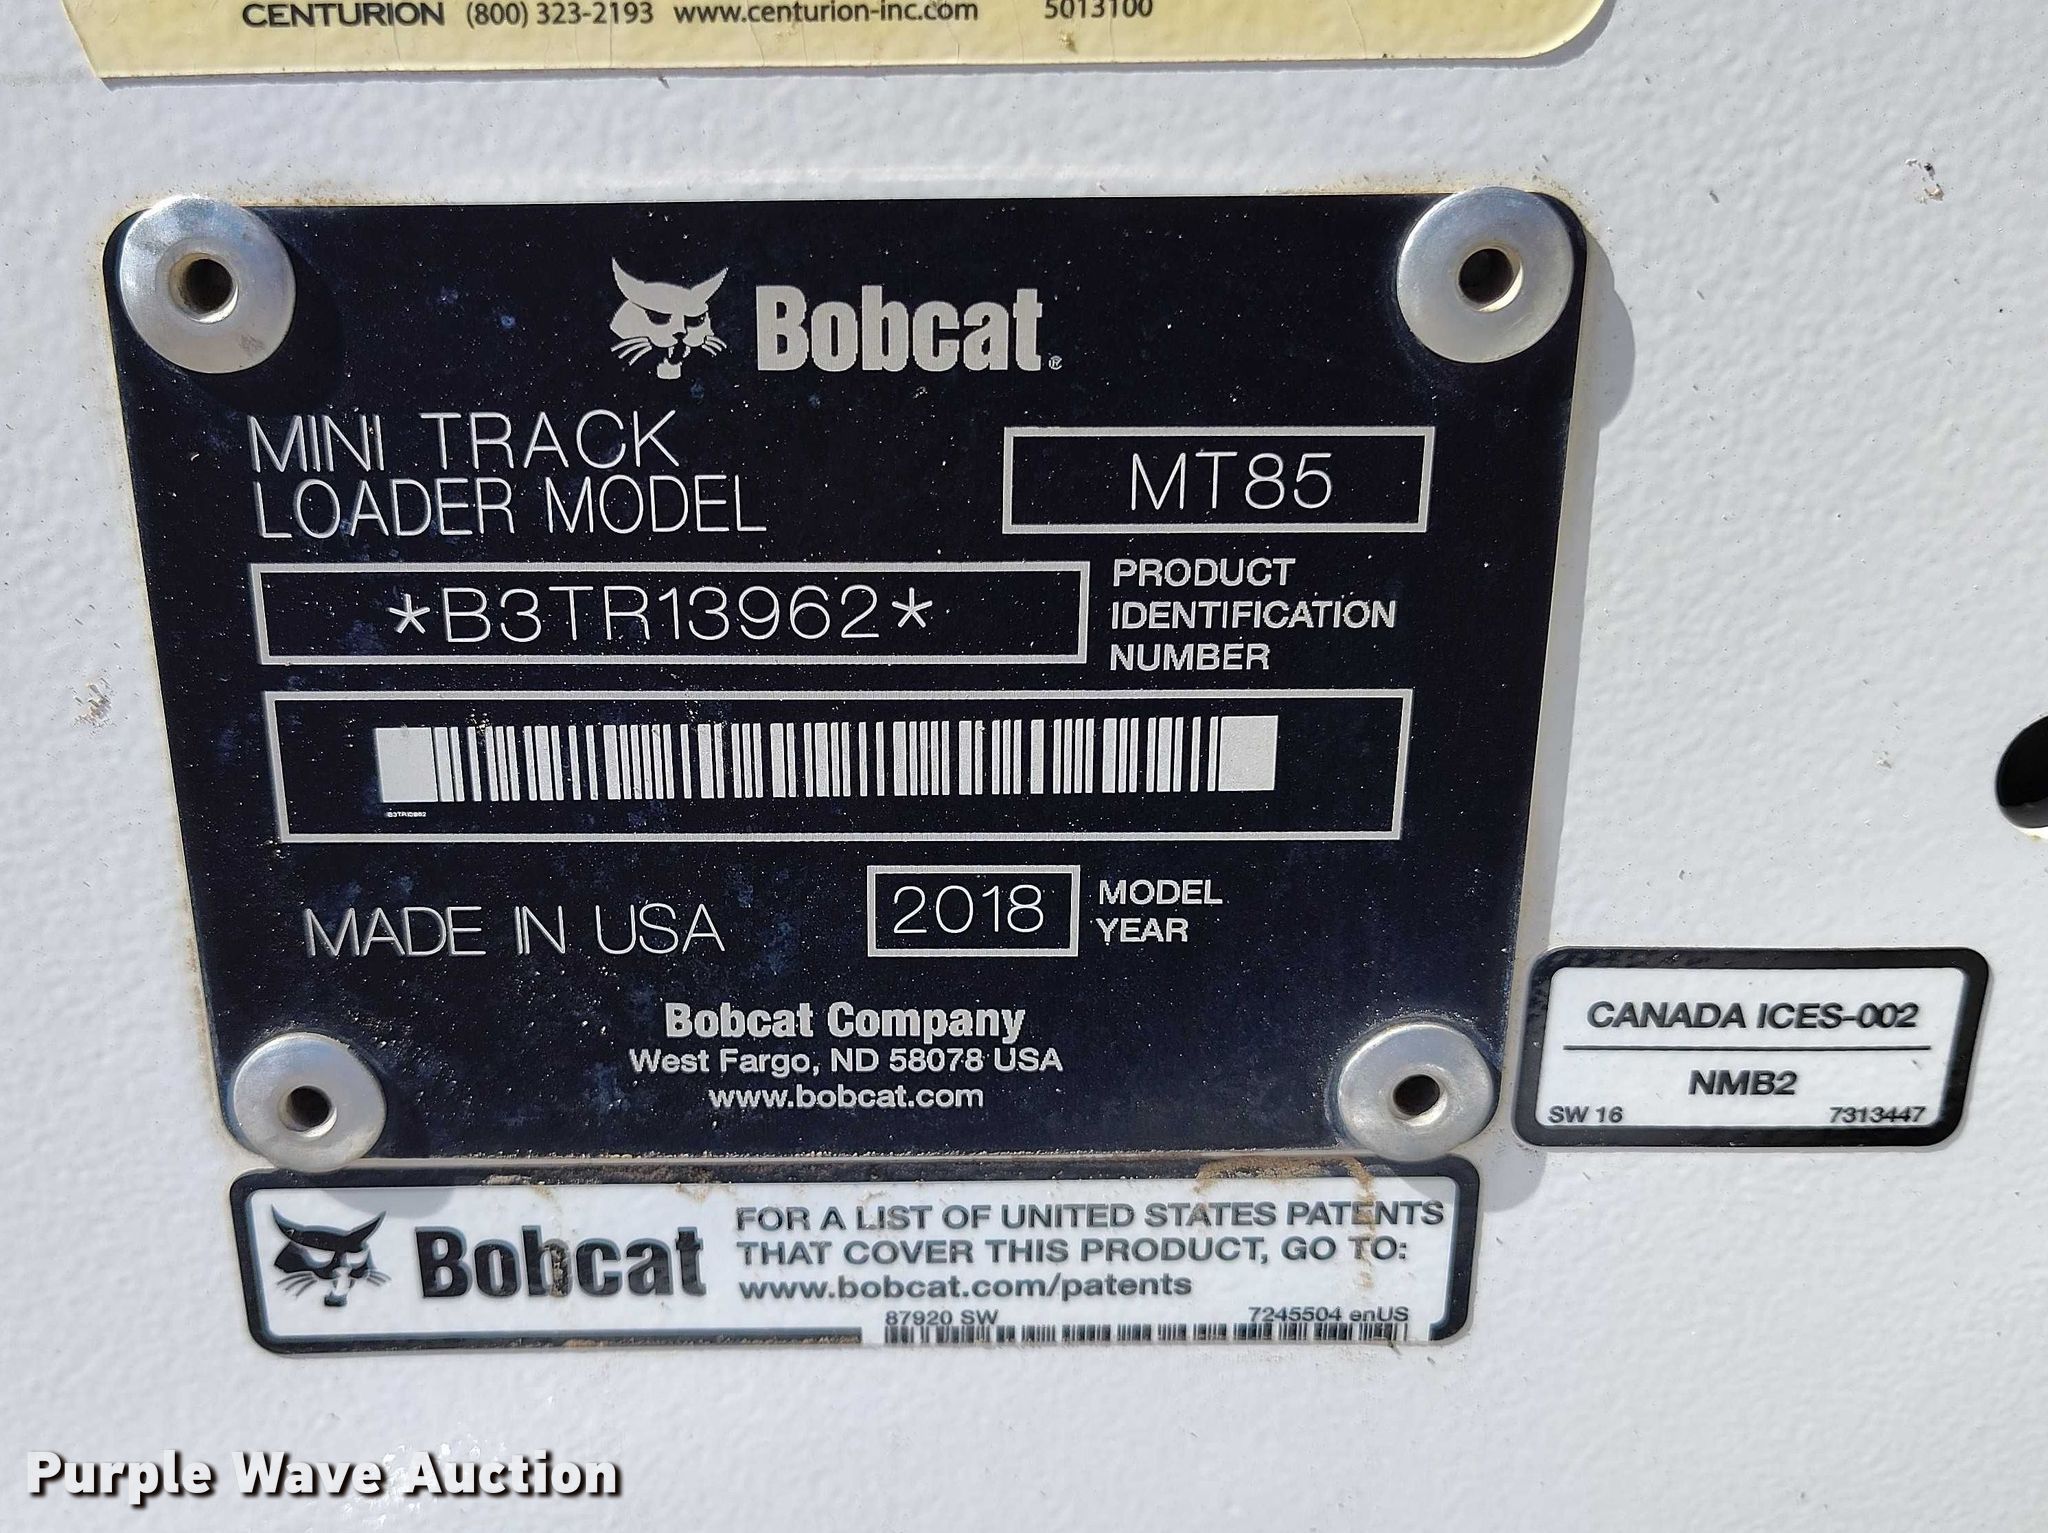 CENTURION (800) 323-2193 www.centurion-inc.com 5013100
Bobcat®
MINI TRACK
LOADER MODEL
MT85
*B3TR13962*
PRODUCT
IDENTIFICATION
NUMBER
B3TR13962
MADE IN USA
2018
MODEL
YEAR
Bobcat Company
West Fargo, ND 58078 USA
www.bobcat.com
CANADA ICES-002
NMB2
SW 16 7313447
Bobcat
FOR A LIST OF UNITED STATES PATENTS
THAT COVER THIS PRODUCT, GO TO:
www.bobcat.com/patents
87920 SW 7245504 enUS
Purple Wave Auction